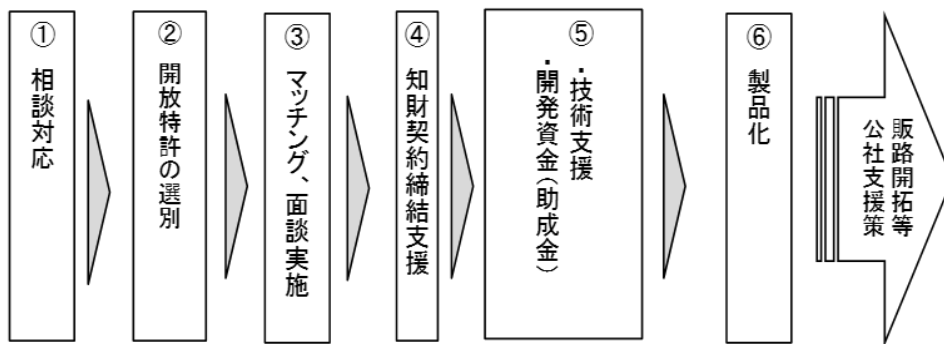 ①
相談対応
②
開放特許の選別
③
マッチング、面談実施
④
知財契約締結支援
⑤
・技術支援
・開発資金(助成金)
⑥
製品化
販路開拓等
公社支援策